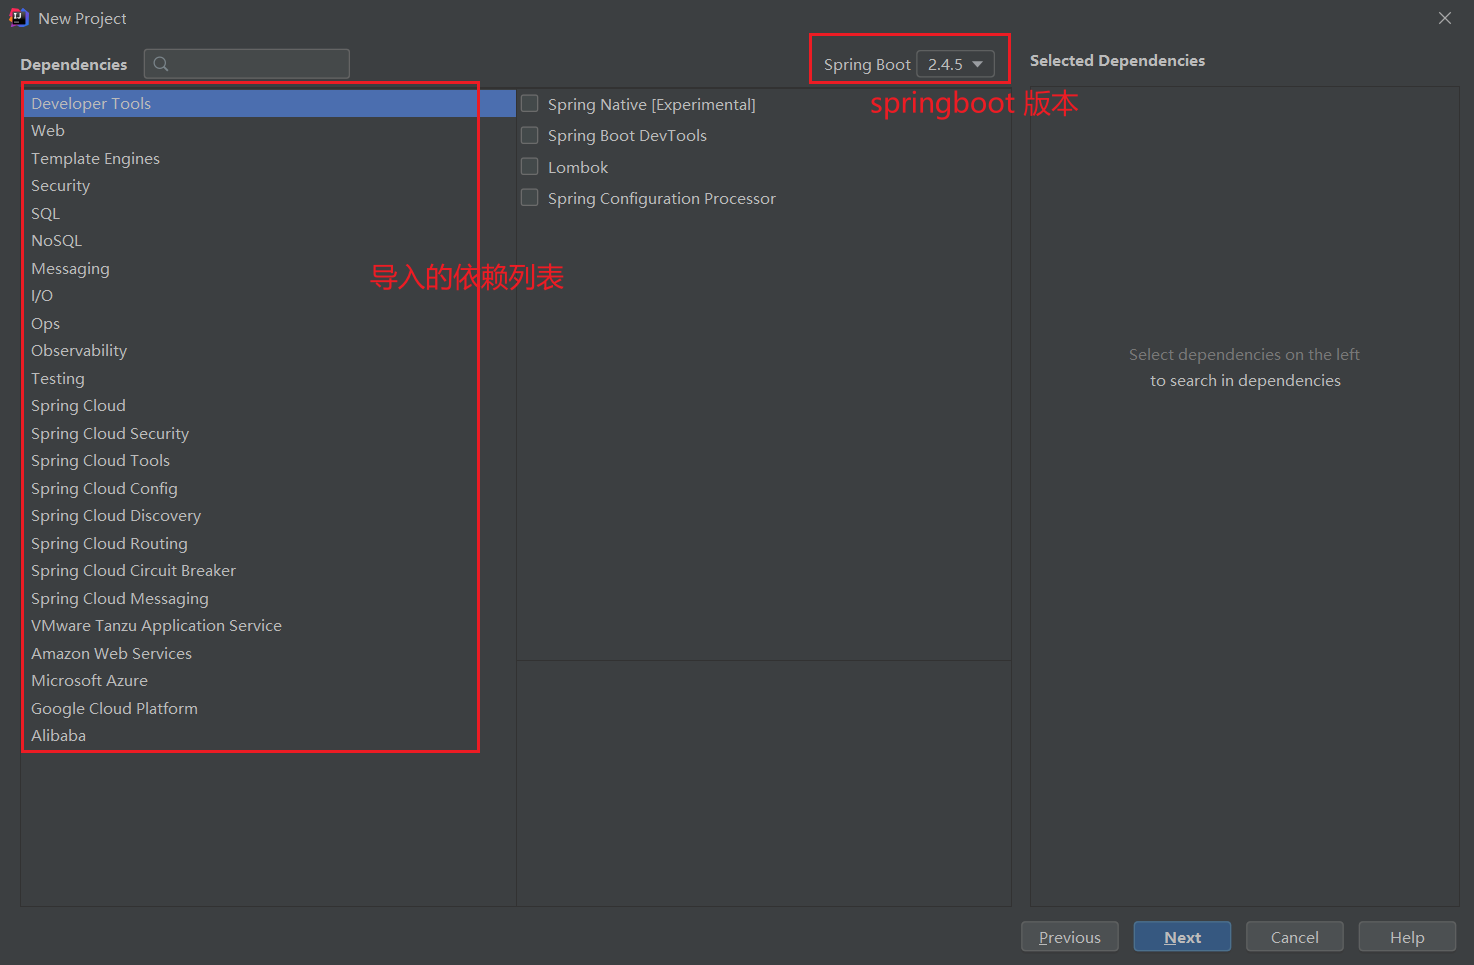 New Project
Dependencies
Spring Boot 2.4.5
Selected Dependencies
springboot 版本
Developer Tools
Web
Template Engines
Security
SQL
NoSQL
Messaging
I/O
Ops
Observability
Testing
Spring Cloud
Spring Cloud Security
Spring Cloud Tools
Spring Cloud Config
Spring Cloud Discovery
Spring Cloud Routing
Spring Cloud Circuit Breaker
Spring Cloud Messaging
VMware Tanzu Application Service
Amazon Web Services
Microsoft Azure
Google Cloud Platform
Alibaba
导入的依赖列表
Spring Native [Experimental]
Spring Boot DevTools
Lombok
Spring Configuration Processor
Select dependencies on the left
to search in dependencies
Previous
Next
Cancel
Help